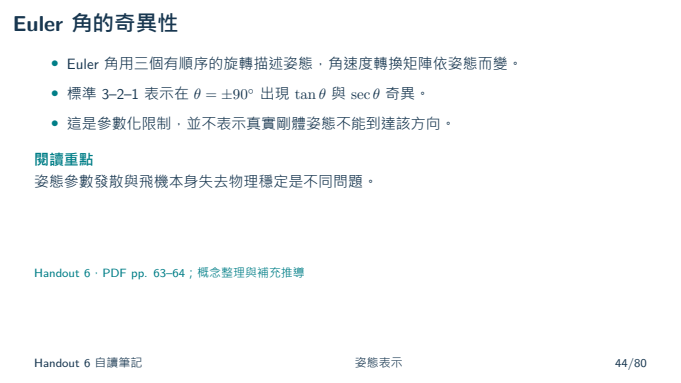 Euler 角的奇異性
• Euler 角用三個有順序的旋轉描述姿態，角速度轉換矩陣依姿態而變。
• 標準 3–2–1 表示在 θ = ±90° 出現 tan θ 與 sec θ 奇異。
• 這是參數化限制，並不表示真實剛體姿態不能到達該方向。
閱讀重點
姿態參數發散與飛機本身失去物理穩定是不同問題。
Handout 6 · PDF pp. 63–64；概念整理與補充推導
Handout 6 自讀筆記 姿態表示 44/80